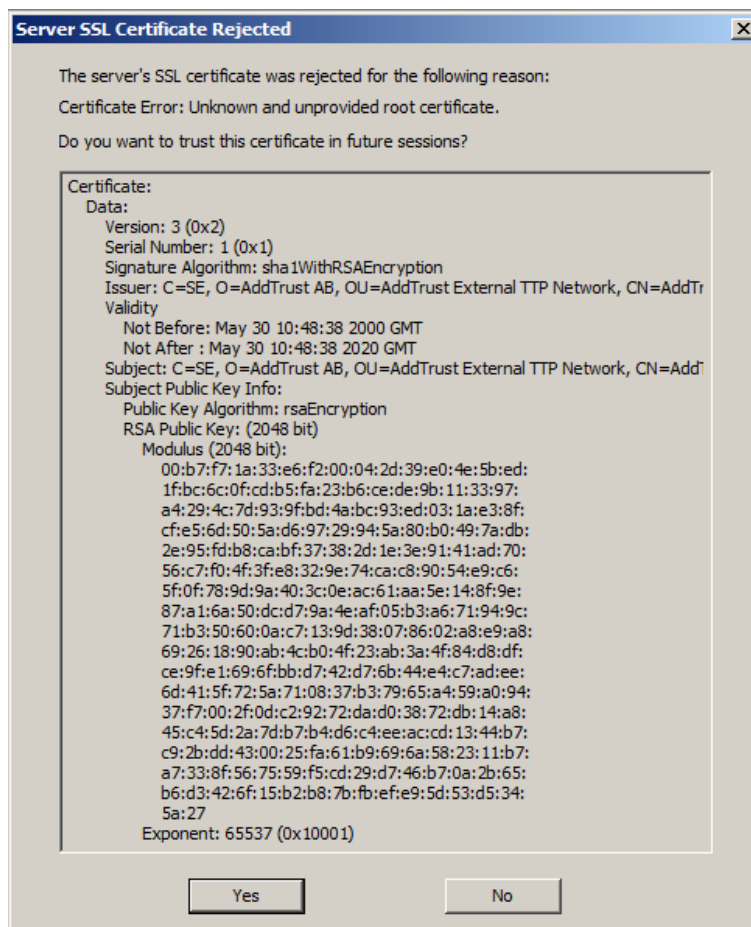 Server SSL Certificate Rejected
The server's SSL certificate was rejected for the following reason:
Certificate Error: Unknown and unprovided root certificate.
Do you want to trust this certificate in future sessions?
Certificate:
Data:
Version: 3 (0x2)
Serial Number: 1 (0x1)
Signature Algorithm: sha1WithRSAEncryption
Issuer: C=SE, O=AddTrust AB, OU=AddTrust External TTP Network, CN=AddTr
Validity
Not Before: May 30 10:48:38 2000 GMT
Not After : May 30 10:48:38 2020 GMT
Subject: C=SE, O=AddTrust AB, OU=AddTrust External TTP Network, CN=AddT
Subject Public Key Info:
Public Key Algorithm: rsaEncryption
RSA Public Key: (2048 bit)
Modulus (2048 bit):
00:b7:f7:1a:33:e6:f2:00:04:2d:39:e0:4e:5b:ed:
1f:bc:6c:0f:cd:b5:fa:23:b6:ce:de:9b:11:33:97:
a4:29:4c:7d:93:9f:bd:4a:bc:93:ed:03:1a:e3:8f:
cf:e5:6d:50:5a:d6:97:29:94:5a:80:b0:49:7a:db:
2e:95:fd:b8:ca:bf:37:38:2d:1e:3e:91:41:ad:70:
56:c7:f0:4f:3f:e8:32:9e:74:ca:c8:90:54:e9:c6:
5f:0f:78:9d:9a:40:3c:0e:ac:61:aa:5e:14:8f:9e:
87:a1:6a:50:dc:d7:9a:4e:af:05:b3:a6:71:94:9c:
71:b3:50:60:0a:c7:13:9d:38:07:86:02:a8:e9:a8:
69:26:18:90:ab:4c:b0:4f:23:ab:3a:4f:84:d8:df:
ce:9f:e1:69:6f:bb:d7:42:d7:6b:44:e4:c7:ad:ee:
6d:41:5f:72:5a:71:08:37:b3:79:65:a4:59:a0:94:
37:f7:00:2f:0d:c2:92:72:da:d0:38:72:db:14:a8:
45:c4:5d:2a:7d:b7:b4:d6:c4:ee:ac:cd:13:44:b7:
c9:2b:dd:43:00:25:fa:61:b9:69:6a:58:23:11:b7:
a7:33:8f:56:75:59:f5:cd:29:d7:46:b7:0a:2b:65:
b6:d3:42:6f:15:b2:b8:7b:fb:ef:e9:5d:53:d5:34:
5a:27
Exponent: 65537 (0x10001)
Yes
No